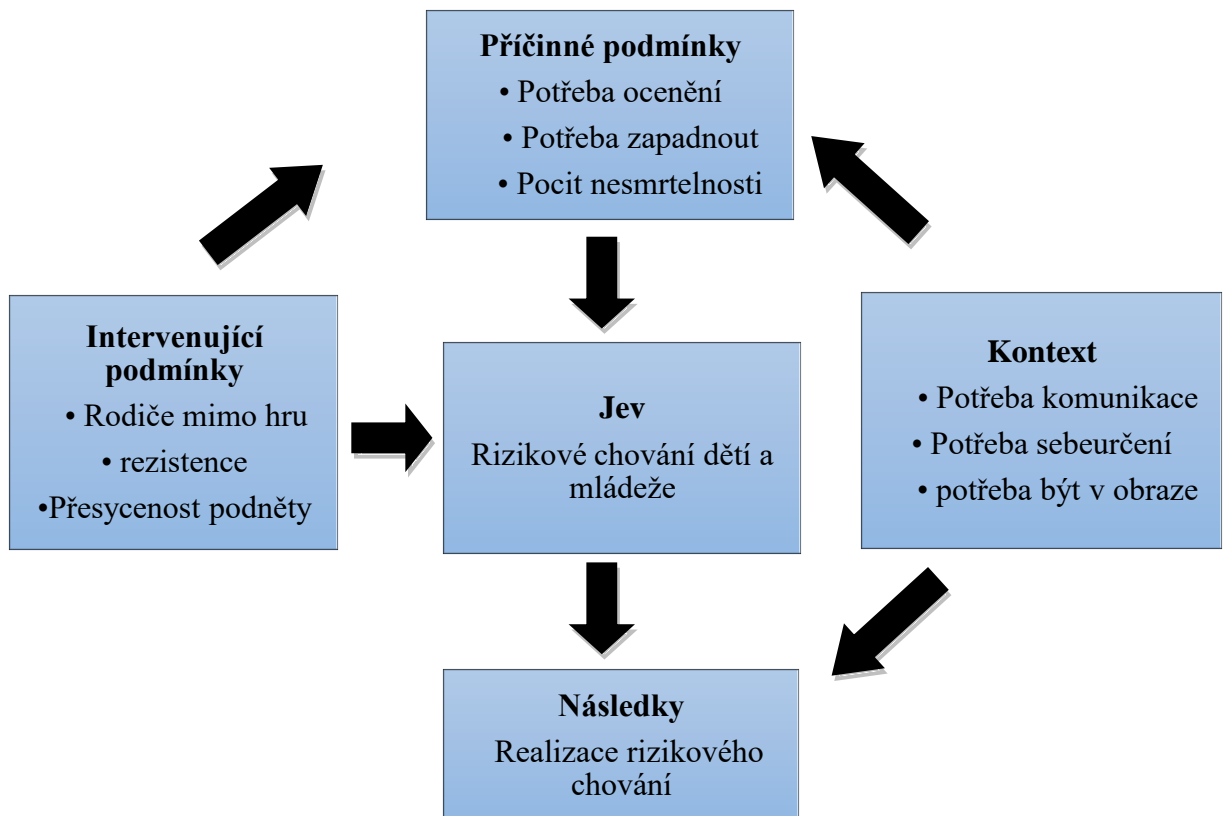 Příčinné podmínky
• Potřeba ocenění
• Potřeba zapadnout
• Pocit nesmrtelnosti
Intervenující
podmínky
• Rodiče mimo hru
• rezistence
•Přesycenost podněty
Jev
Rizikové chování dětí a
mládeže
Kontext
• Potřeba komunikace
• Potřeba sebeurčení
• potřeba být v obraze
Následky
Realizace rizikového
chování